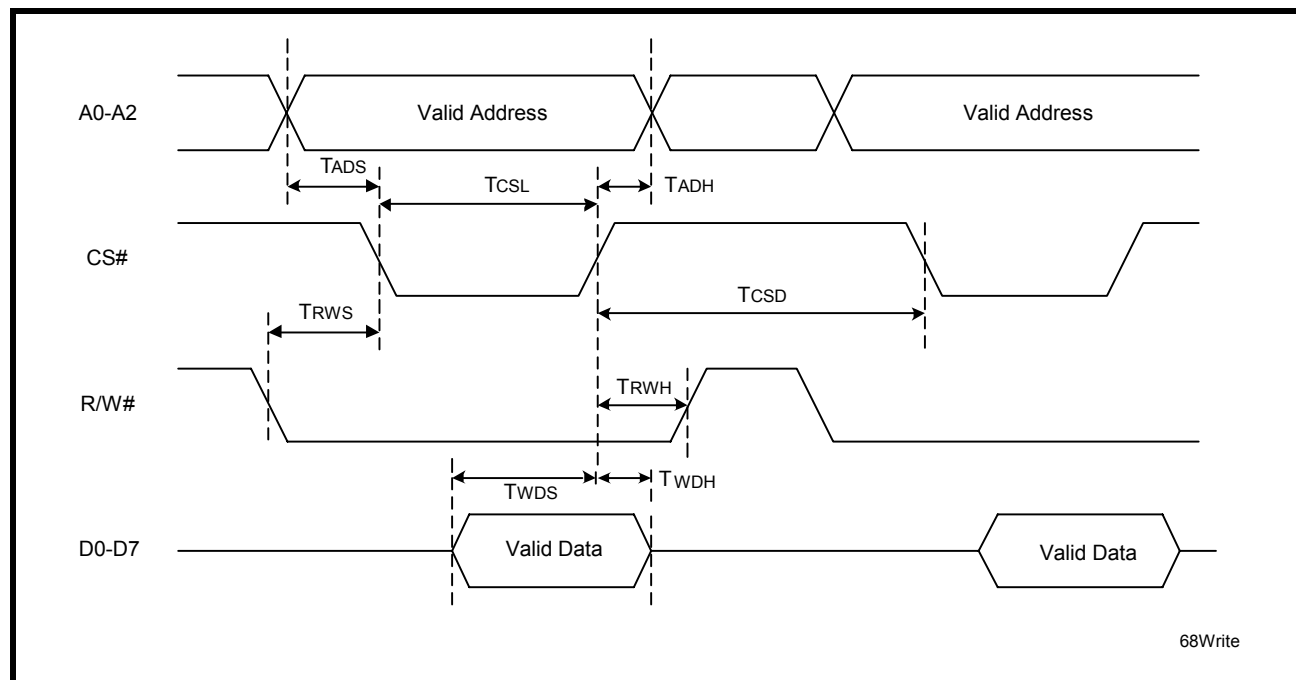 A0-A2
Valid Address
Valid Address
TADS
TCSL
TADH
CS#
TCSD
TRWS
TRWH
R/W#
TWDS
TWDH
D0-D7
Valid Data
Valid Data
68Write